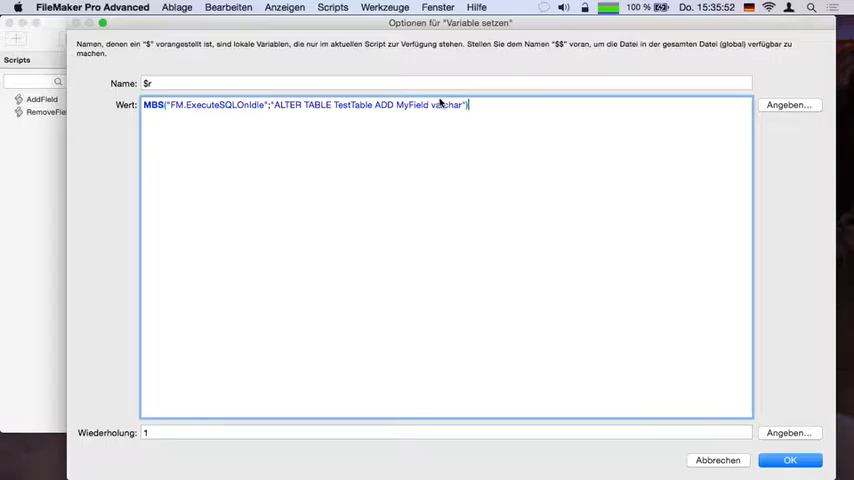 FileMaker Pro Advanced Ablage Bearbeiten Anzeigen Scripts Werkzeuge Fenster Hilfe 100 % Do. 15:35:52
Optionen für "Variable setzen"
Scripts
Namen, denen ein "$" vorangestellt ist, sind lokale Variablen, die nur im aktuellen Script zur Verfügung stehen. Stellen Sie dem Namen "$$" voran, um die Datei in der gesamten Datei (global) verfügbar zu
machen.
Name: $r
AddField
RemoveFiel
Wert: MBS("FM.ExecuteSQLOnIdle";"ALTER TABLE TestTable ADD MyField varchar") Angeben...
Wiederholung: 1 Angeben...
Abbrechen OK